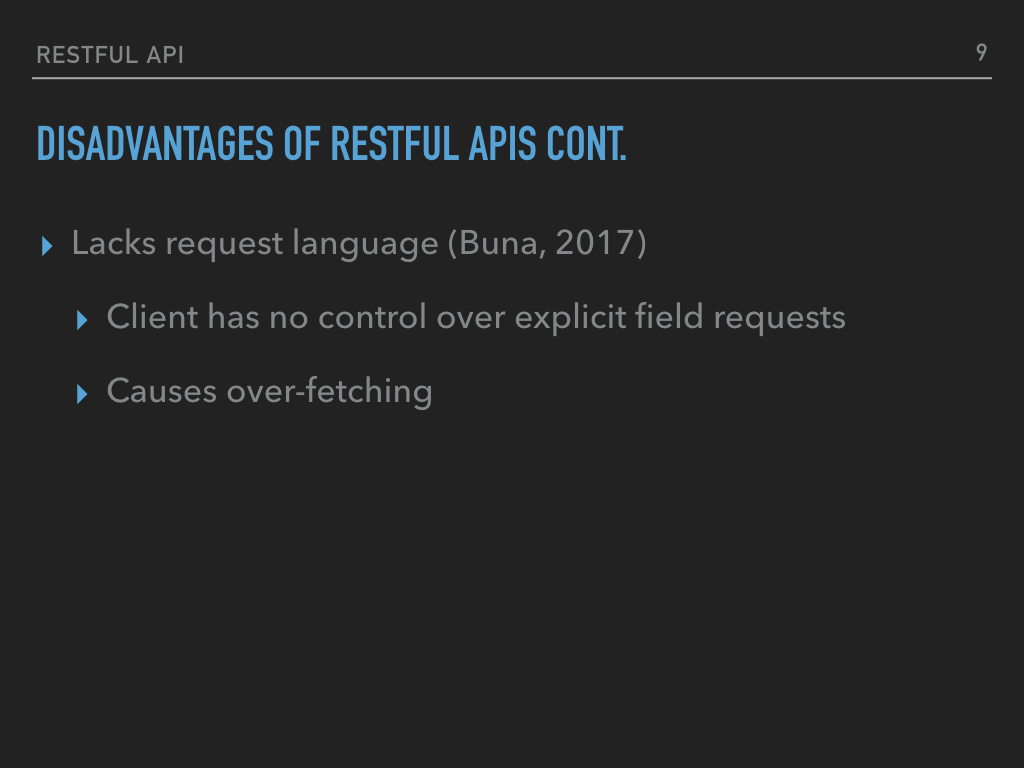 RESTFUL API
9
DISADVANTAGES OF RESTFUL APIS CONT.
Lacks request language (Buna, 2017)
Client has no control over explicit field requests
Causes over-fetching